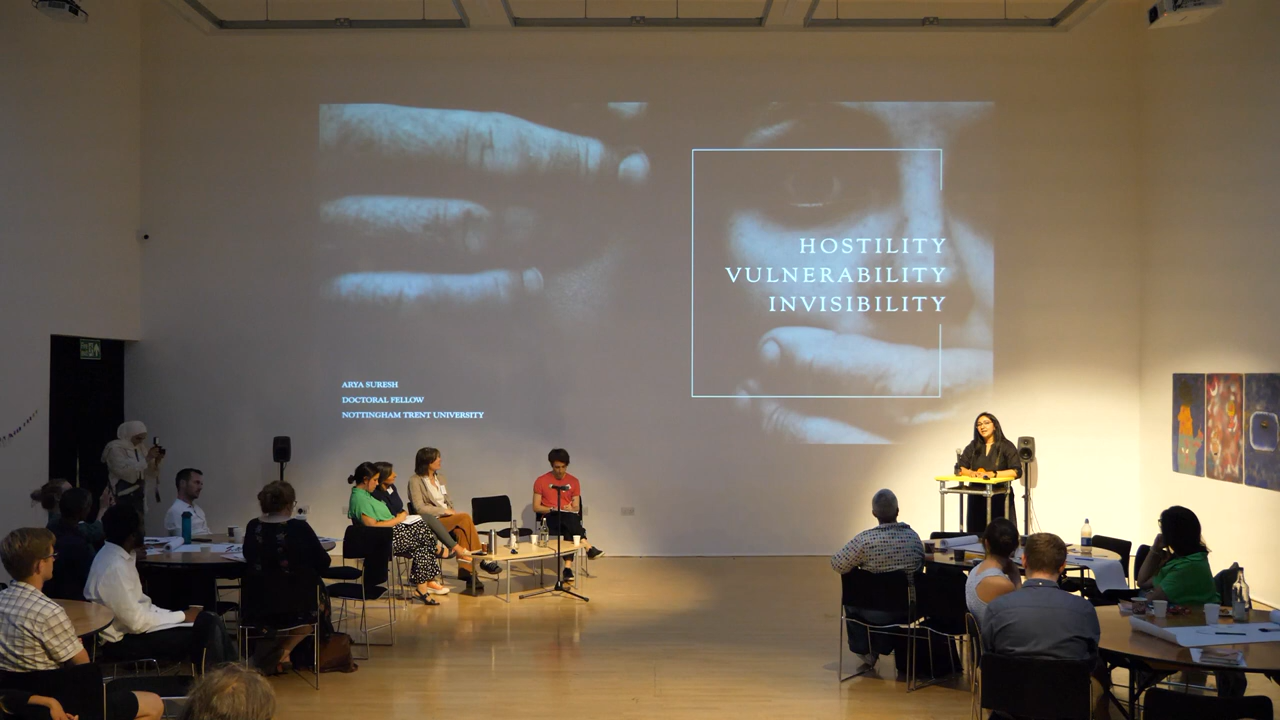 HOSTILITY
VULNERABILITY
INVISIBILITY
ARYA SURESH
DOCTORAL FELLOW
NOTTINGHAM TRENT UNIVERSITY